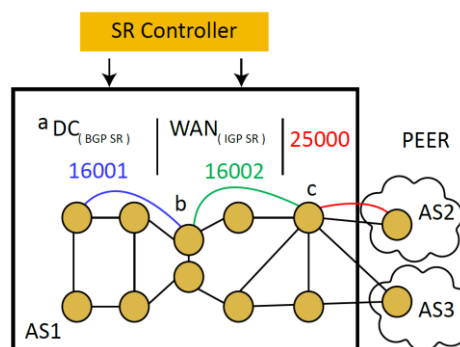 SR Controller
a DC( BGP SR ) WAN( IGP SR ) 25000 PEER
16001 16002
b c
AS2
AS3
AS1